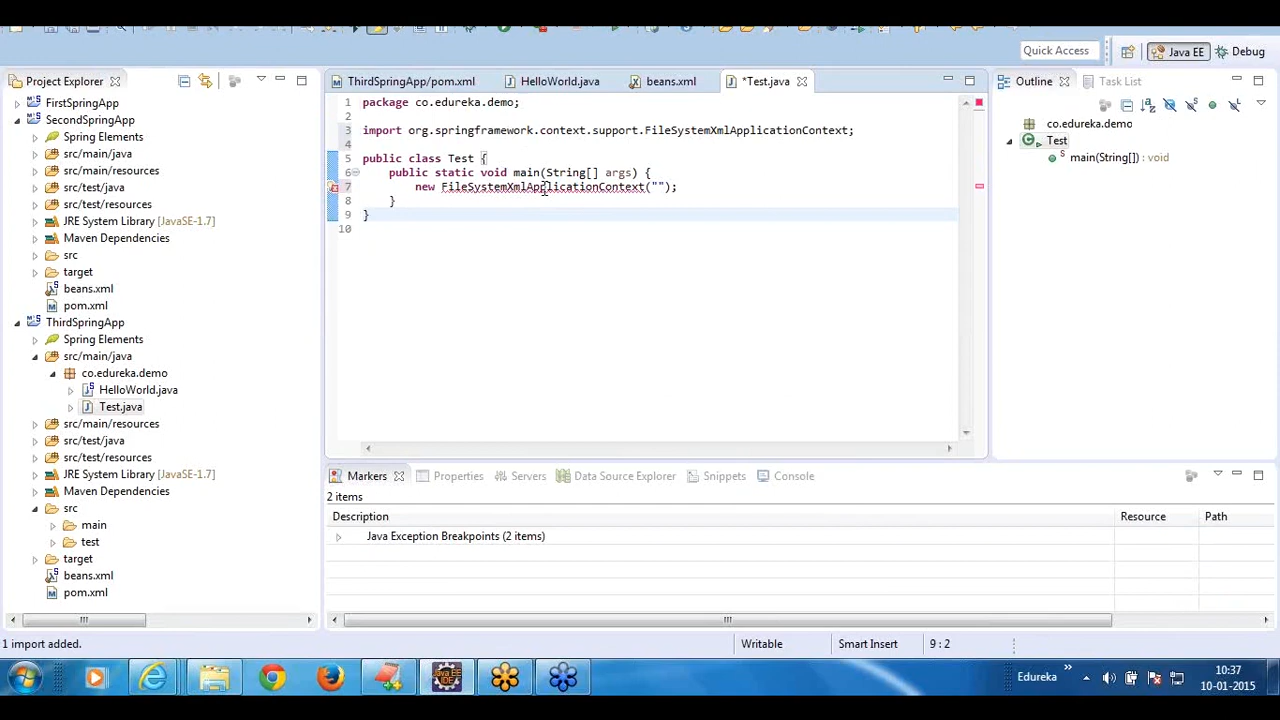 Quick Access
Java EE
Debug
Project Explorer
FirstSpringApp
SecondSpringApp
Spring Elements
src/main/java
src/main/resources
src/test/java
src/test/resources
JRE System Library [JavaSE-1.7]
Maven Dependencies
src
target
beans.xml
pom.xml
ThirdSpringApp
Spring Elements
src/main/java
co.edureka.demo
HelloWorld.java
Test.java
src/main/resources
src/test/java
src/test/resources
JRE System Library [JavaSE-1.7]
Maven Dependencies
src
main
test
target
beans.xml
pom.xml
ThirdSpringApp/pom.xml
HelloWorld.java
beans.xml
*Test.java
1 package co.edureka.demo;
2
3 import org.springframework.context.support.FileSystemXmlApplicationContext;
4
5 public class Test {
6 public static void main(String[] args) {
7 new FileSystemXmlApplicationContext("");
8 }
9 }
10
Outline
Task List
co.edureka.demo
Test
main(String[]) : void
Markers
Properties
Servers
Data Source Explorer
Snippets
Console
2 items
Description Resource Path
Java Exception Breakpoints (2 items)
1 import added.
Writable
Smart Insert
9 : 2
Java EE
IDE
Edureka
10:37
10-01-2015